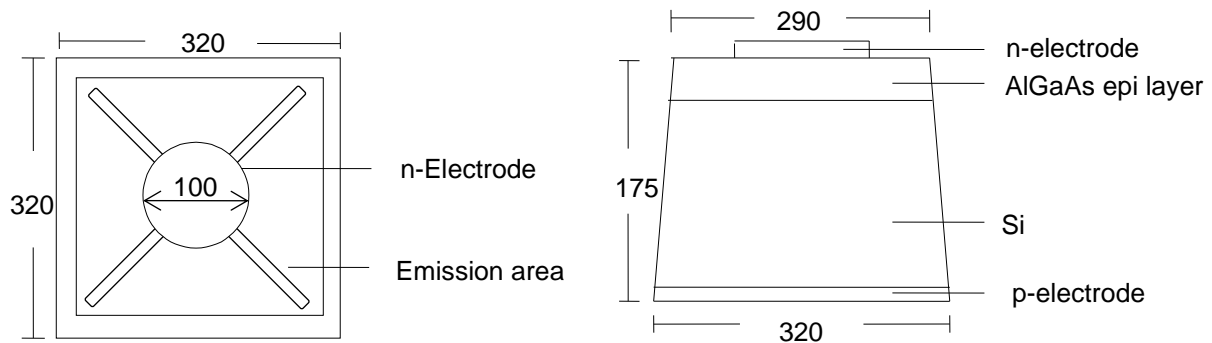 320
320
n-Electrode
100
Emission area
290
n-electrode
AlGaAs epi layer
175
Si
p-electrode
320